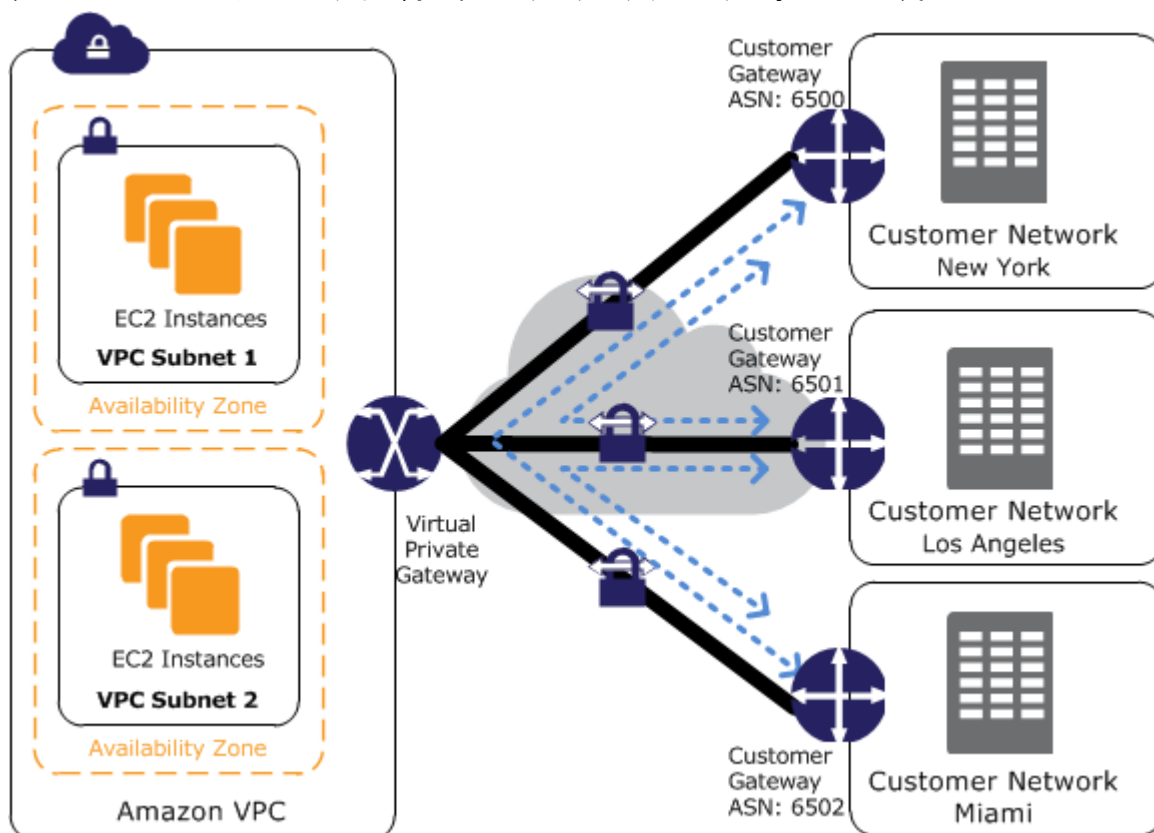 EC2 Instances
VPC Subnet 1
Availability Zone
EC2 Instances
VPC Subnet 2
Availability Zone
Amazon VPC
Virtual
Private
Gateway
Customer
Gateway
ASN: 6500
Customer Network
New York
Customer
Gateway
ASN: 6501
Customer Network
Los Angeles
Customer
Gateway
ASN: 6502
Customer Network
Miami